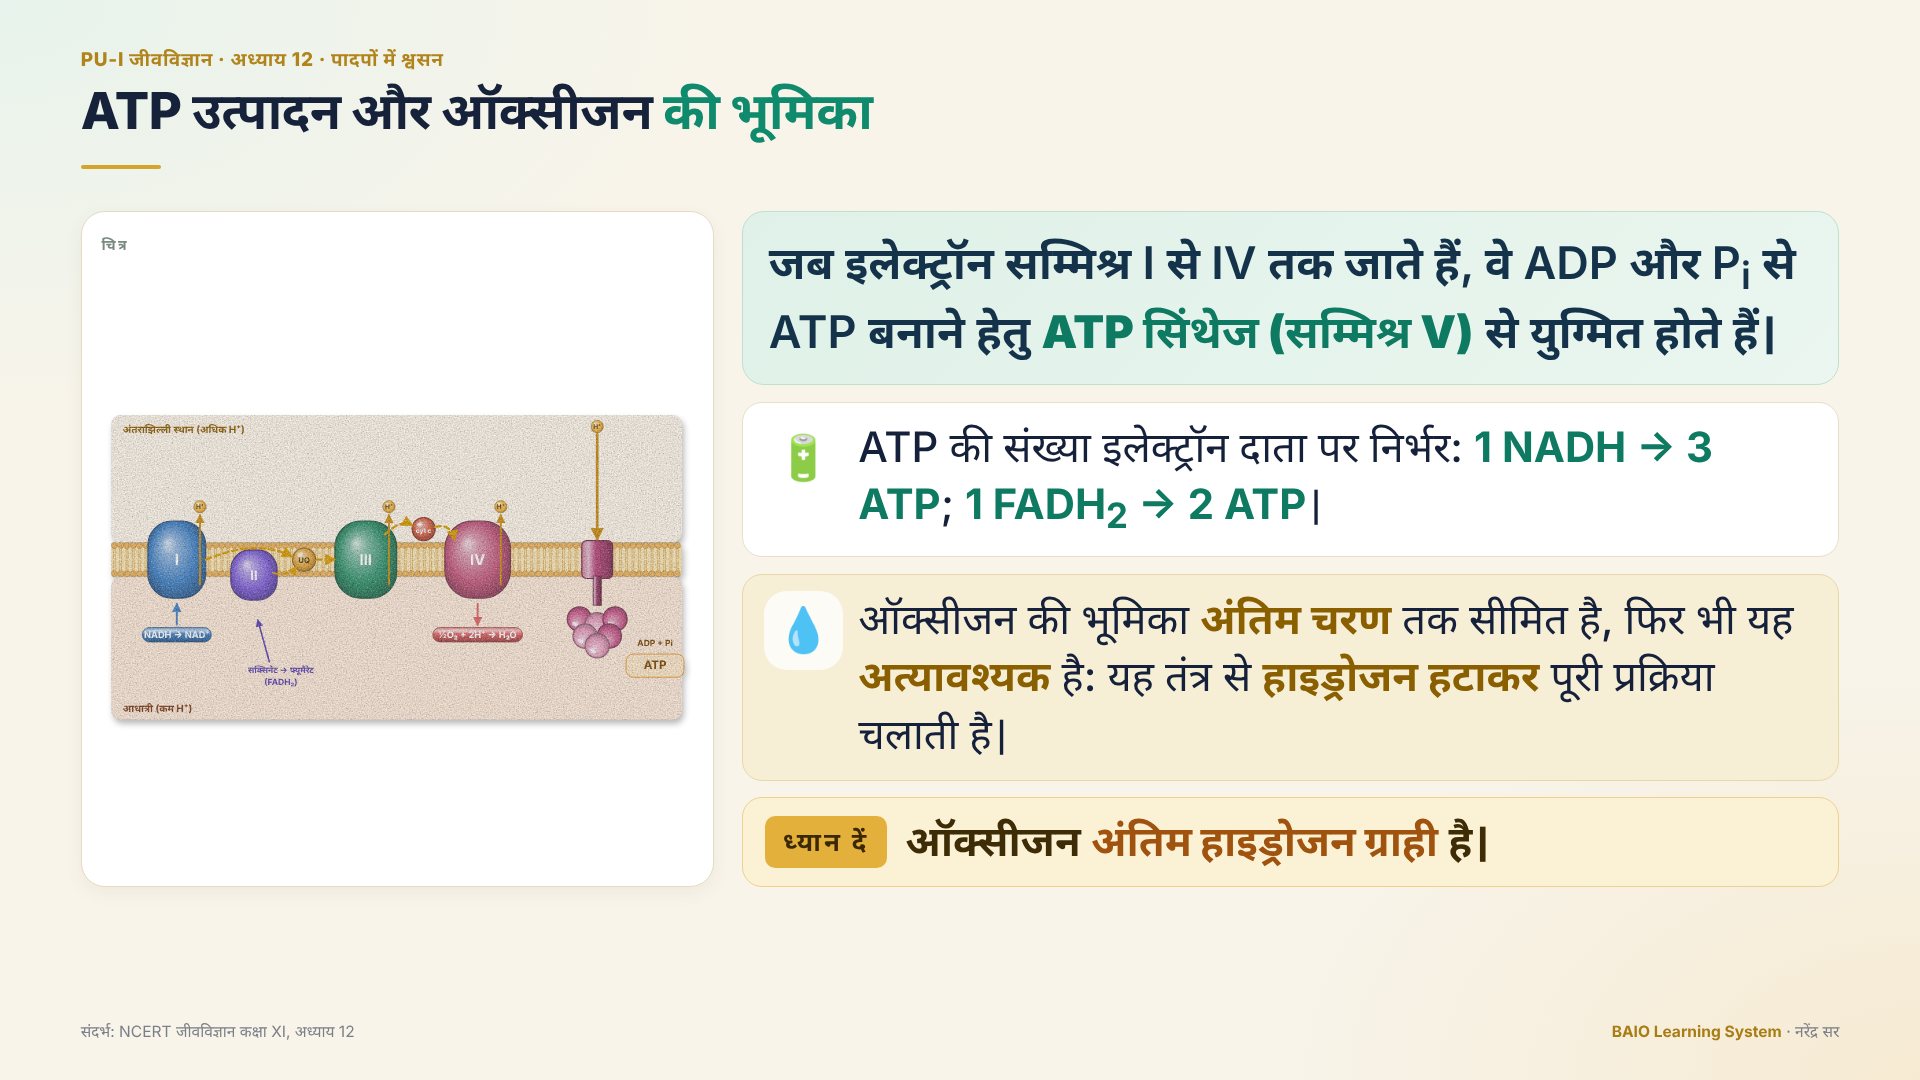 PU-I जीवविज्ञान · अध्याय 12 · पादपों में श्वसन
ATP उत्पादन और ऑक्सीजन की भूमिका
चित्र
अंतराझिल्ली स्थान (अधिक H⁺)
H⁺
H⁺
H⁺
H⁺
I
II
UQ
III
cyt c
IV
NADH → NAD⁺
½O₂ + 2H⁺ → H₂O
सक्सिनेट → फ्यूमरेट
(FADH₂)
ADP + Pi
ATP
आधात्री (कम H⁺)
जब इलेक्ट्रॉन सम्मिश्र I से IV तक जाते हैं, वे ADP और Pᵢ से
ATP बनाने हेतु ATP सिंथेज (सम्मिश्र V) से युग्मित होते हैं|
ATP की संख्या इलेक्ट्रॉन दाता पर निर्भर: 1 NADH → 3
ATP; 1 FADH₂ → 2 ATP|
ऑक्सीजन की भूमिका अंतिम चरण तक सीमित है, फिर भी यह
अत्यावश्यक है: यह तंत्र से हाइड्रोजन हटाकर पूरी प्रक्रिया
चलाती है|
ध्यान दें
ऑक्सीजन अंतिम हाइड्रोजन ग्राही है|
संदर्भ: NCERT जीवविज्ञान कक्षा XI, अध्याय 12
BAIO Learning System · नरेंद्र सर